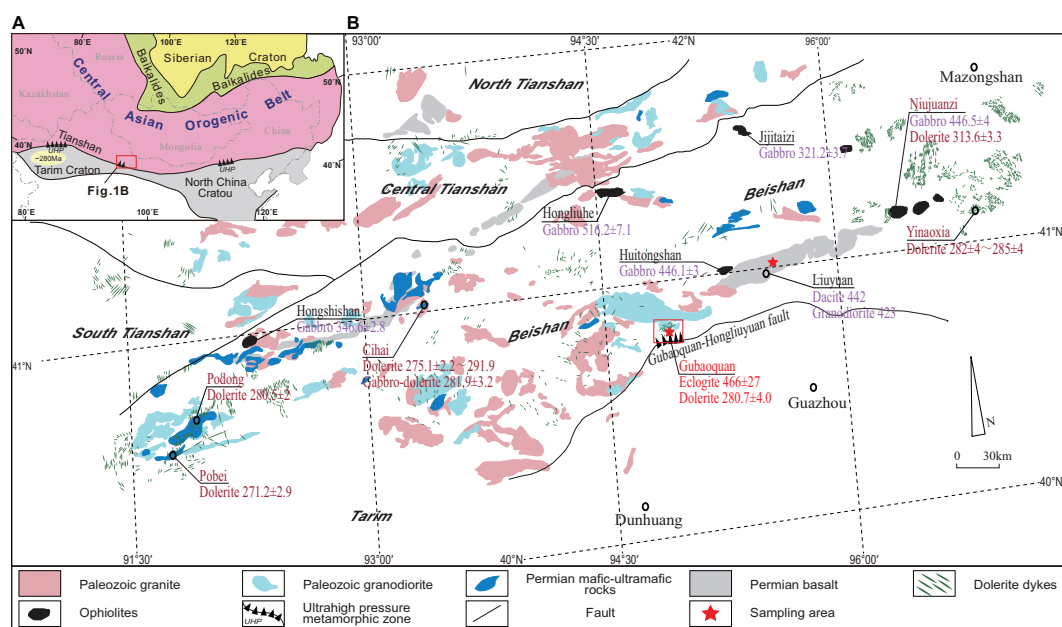 A
B
80°E
100°E
120°E
50°N
50°N
Russia
Baikalides
Siberian
Craton
Baikalides
Central
Asian
Orogenic
Belt
Kazakhstan
China
Mongolia
40°N
40°N
Tianshan
UHP
~280Ma
UHP
Tarim Craton
North China
Cratou
Fig.1B
80°E
100°E
120°E
93°00′
94°30′
42°N
96°00′
North Tianshan
Mazongshan
Niujuanzi
Gabbro 446.5±4
Dolerite 313.6±3.3
Jijitaizi
Gabbro 321.2±3.7
Central Tianshan
Beishan
Hongliuhe
Gabbro 516.2±7.1
Yinaoxia
Dolerite 282±4～285±4
41°N
Huitongshan
Gabbro 446.1±3
Liuyuan
Dacite 442
Granodiorite 423
Hongshishan
Gabbro 346.6±2.8
South Tianshan
Beishan
Gubaoquan-Hongliuyuan fault
41°N
Cihai
Dolerite 275.1±2.2～291.9
Gabbro-dolerite 281.9±3.2
Gubaoquan
Eclogite 466±27
Dolerite 280.7±4.0
Podong
Dolerite 280.5±2
Guazhou
N
0 30km
Pobei
Dolerite 271.2±2.9
40°N
Tarim
Dunhuang
91°30′
93°00′
40°N
94°30′
96°00′
Paleozoic granite
Paleozoic granodiorite
Permian mafic-ultramafic
rocks
Permian basalt
Dolerite dykes
Ophiolites
UHP
Ultrahigh pressure
metamorphic zone
Fault
Sampling area